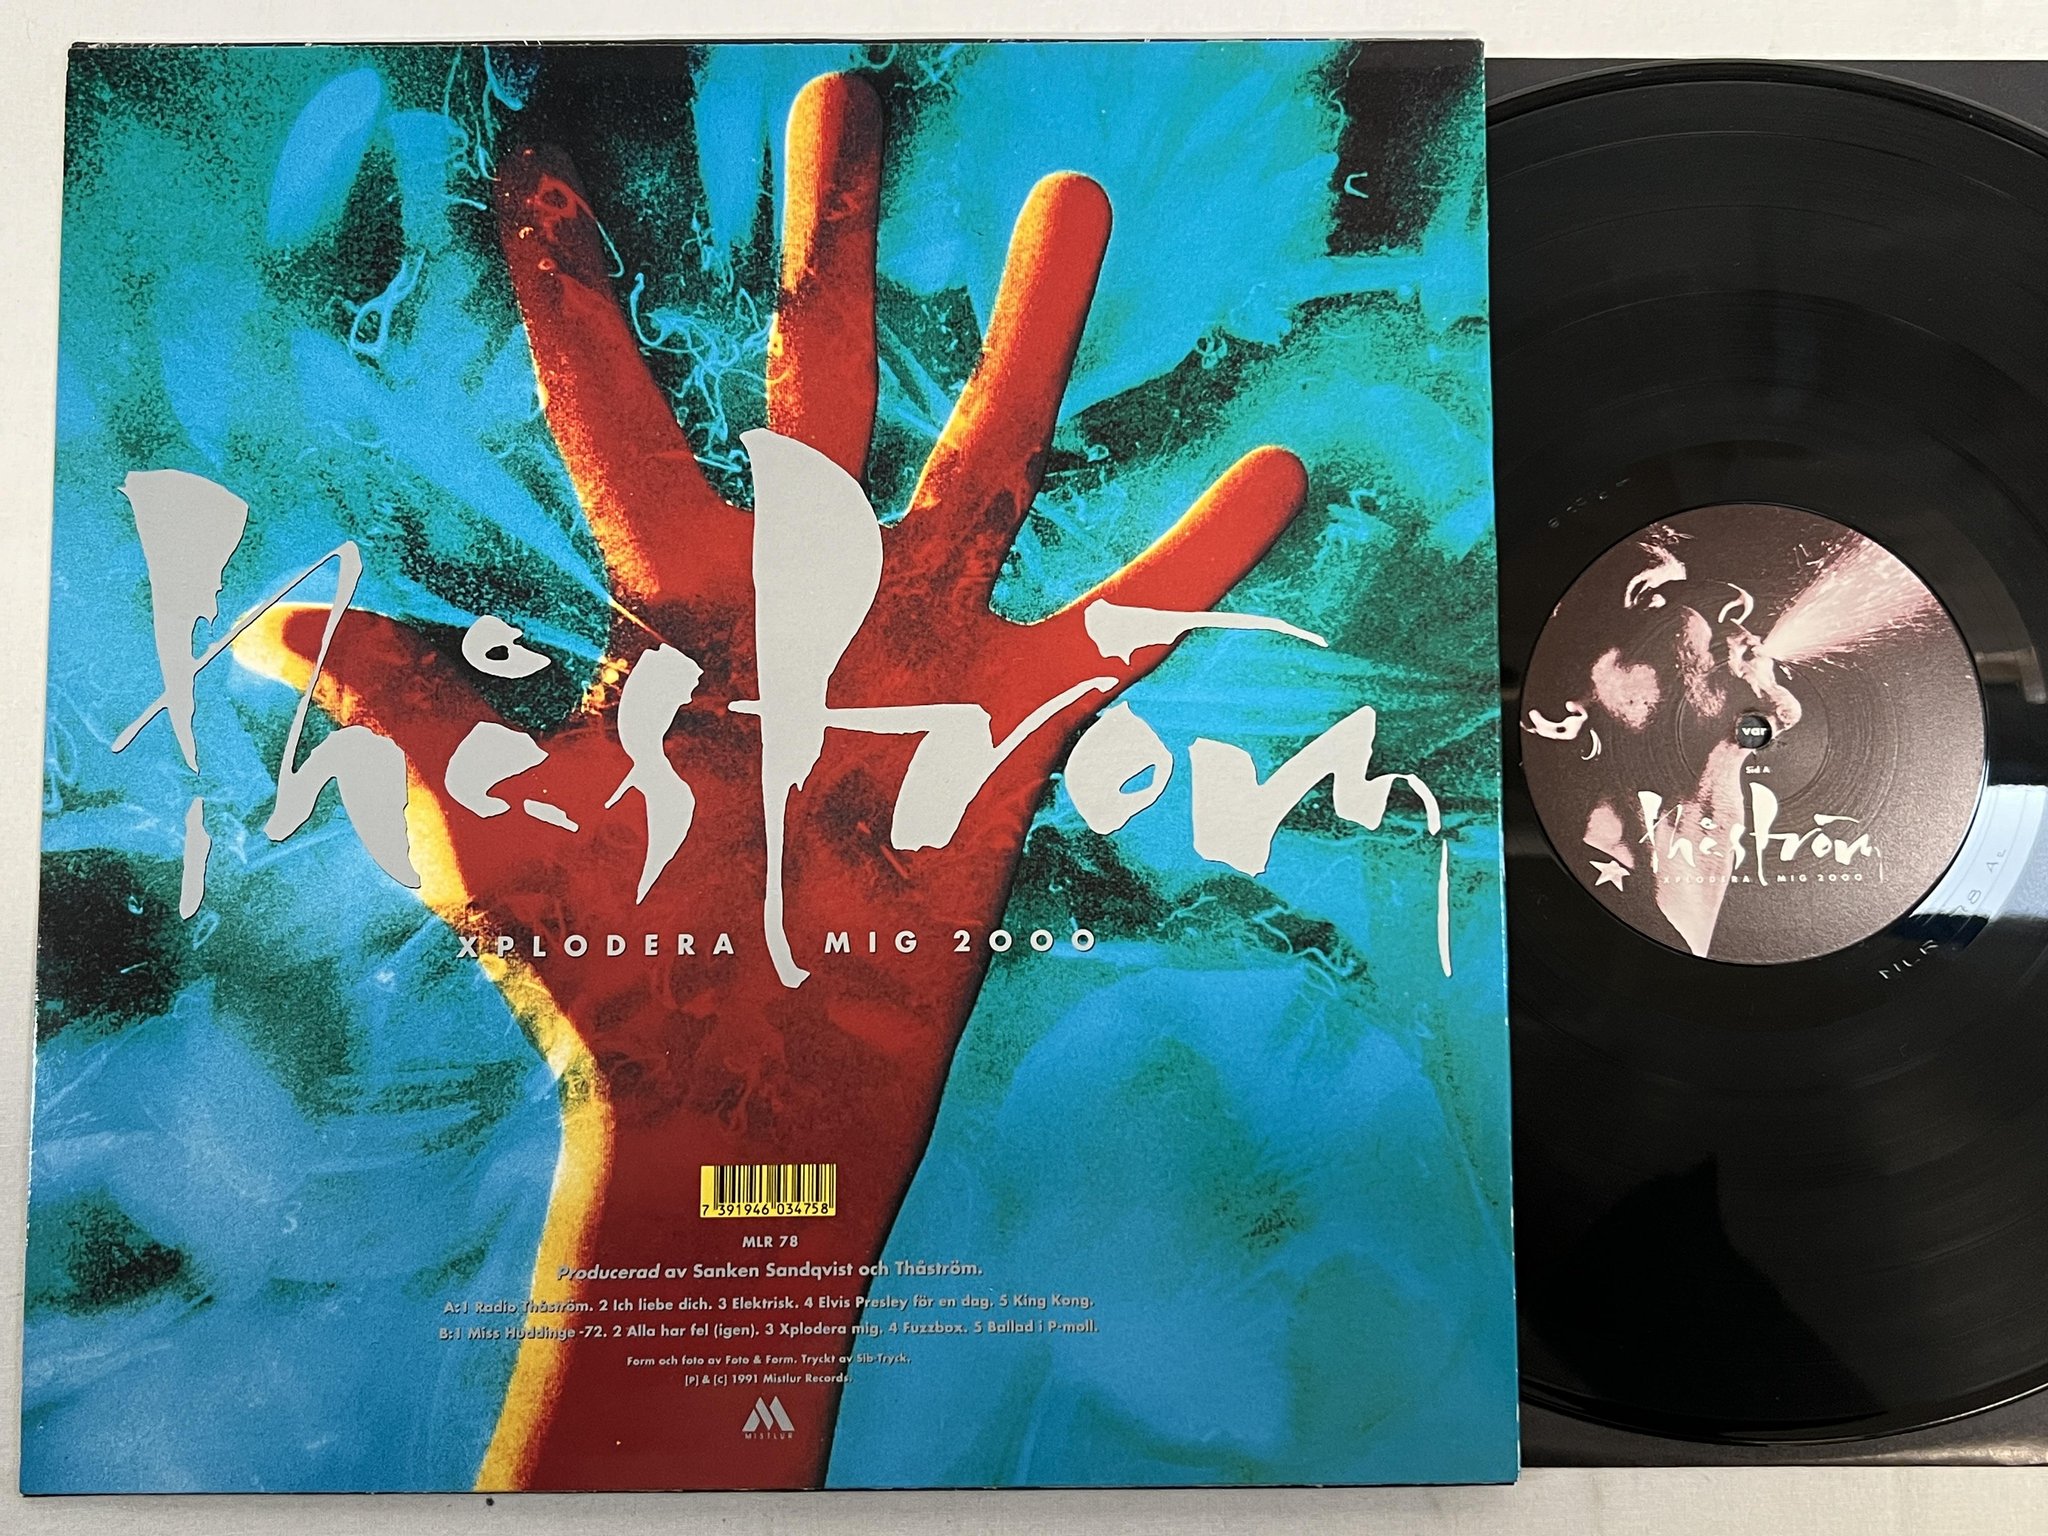 Thåström
XPLODERA MIG 2000
7 391946 034758
MLR 78
Producerad av Sanken Sandqvist och Thåström.
A:1 Radio Thåström. 2 Ich liebe dich. 3 Elektrisk. 4 Elvis Presley för en dag. 5 King Kong.
B:1 Miss Huddinge -72. 2 Alla har fel (igen). 3 Xplodera mig. 4 Fuzzbox. 5 Ballad i P-moll.
Form och foto av Foto & Form. Tryckt av Sib-Tryck.
(P) & (C) 1991 Mistlur Records.
MISTLUR
var
Sid A
Thåström
XPLODERA MIG 2000